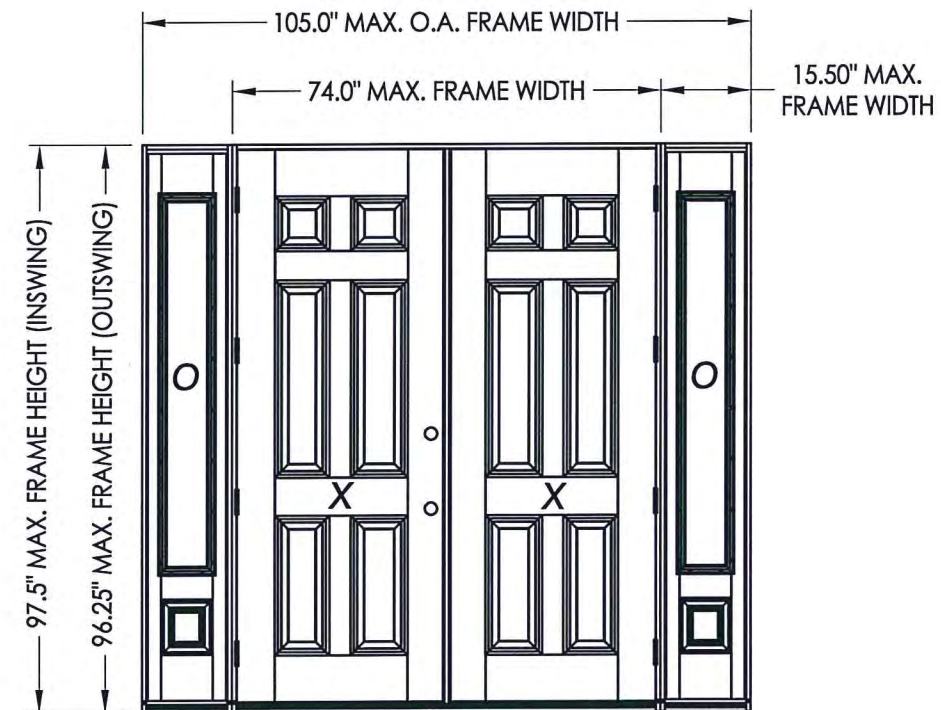 105.0" MAX. O.A. FRAME WIDTH
74.0" MAX. FRAME WIDTH
15.50" MAX.
FRAME WIDTH
97.5" MAX. FRAME HEIGHT (INSWING)
96.25" MAX. FRAME HEIGHT (OUTSWING)
O
O
X
X